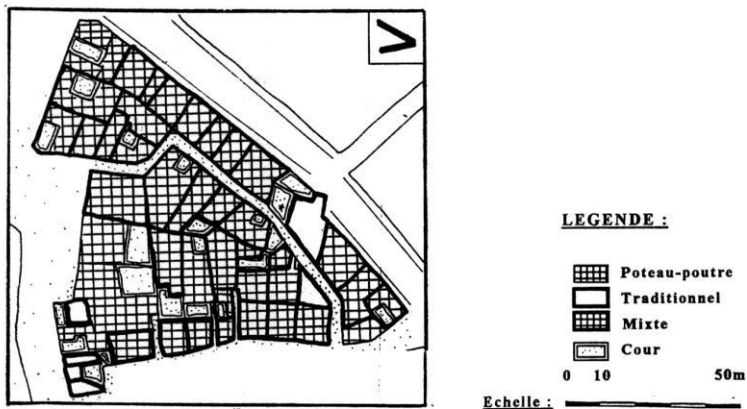 LEGENDE :
Poteau-poutre
Traditionnel
Mixte
Cour
0 10 50m
Echelle :